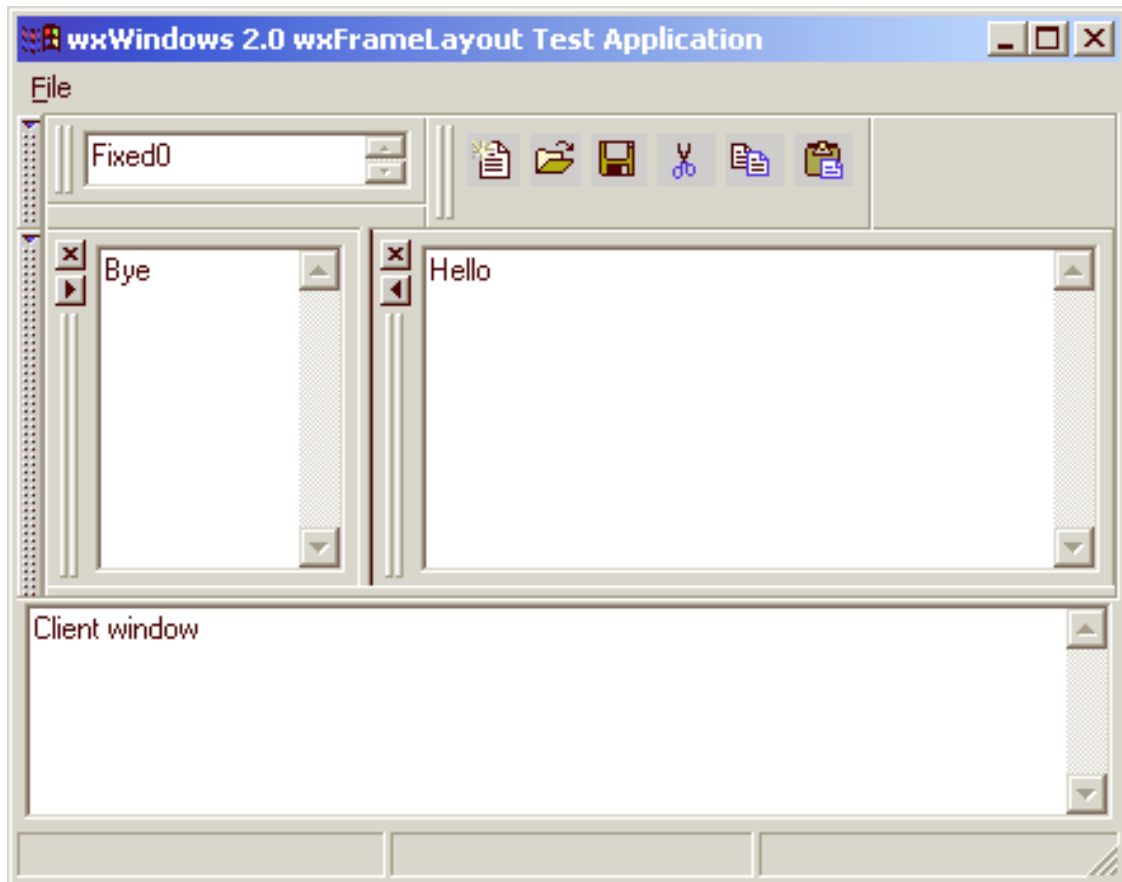 wxWindows 2.0 wxFrameLayout Test Application
File
Fixed0
Bye
Hello
Client window